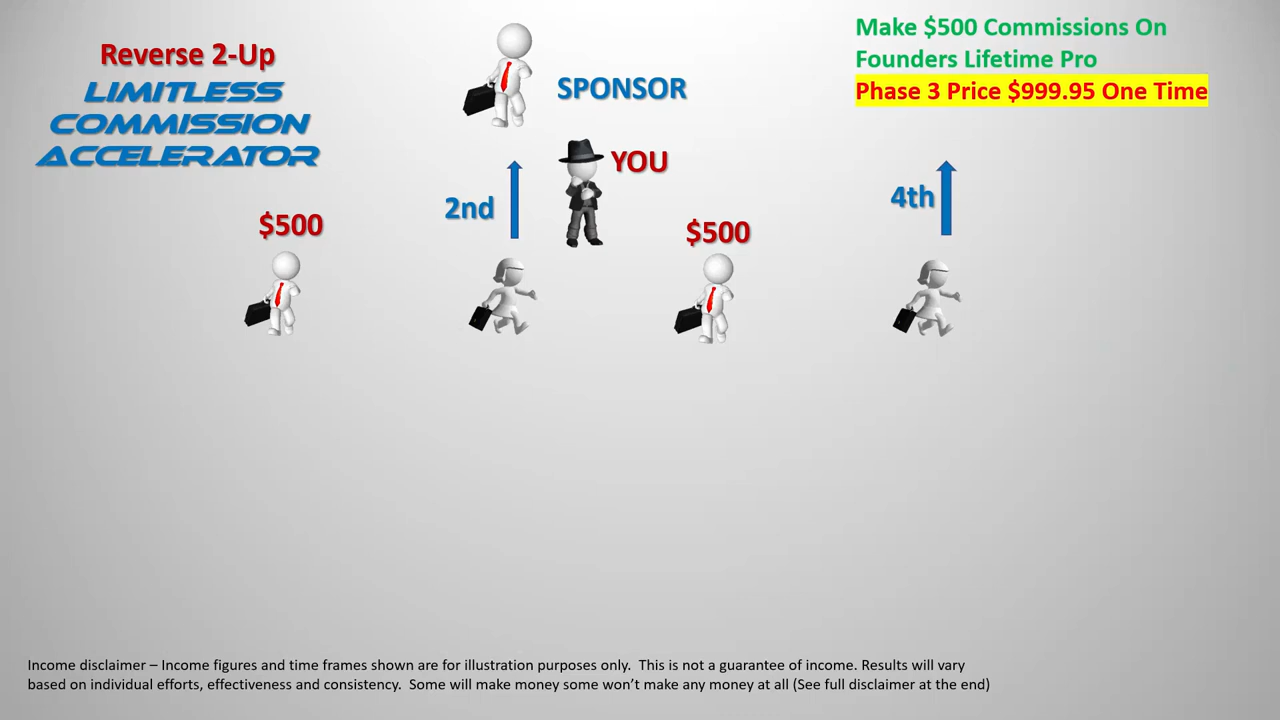 Reverse 2-Up
LIMITLESS
COMMISSION
ACCELERATOR
SPONSOR
Make $500 Commissions On
Founders Lifetime Pro
Phase 3 Price $999.95 One Time
YOU
2nd
4th
$500
$500
Income disclaimer – Income figures and time frames shown are for illustration purposes only.  This is not a guarantee of income. Results will vary
based on individual efforts, effectiveness and consistency.  Some will make money some won’t make any money at all (See full disclaimer at the end)